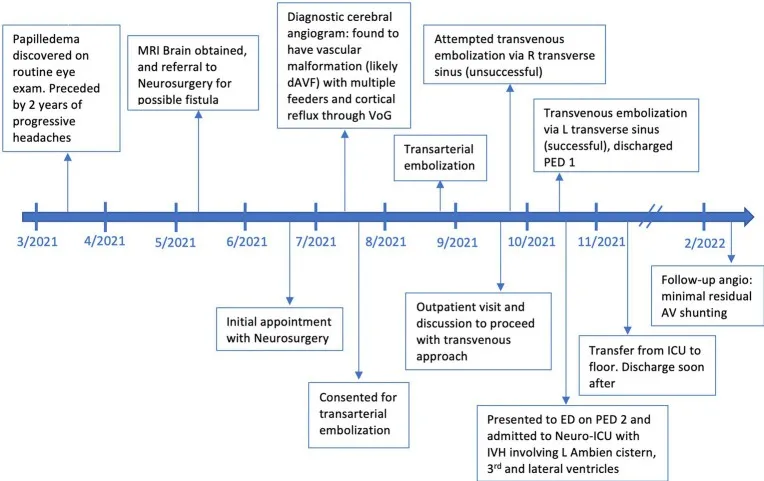 Papilledema
discovered on
routine eye
exam. Preceded
by 2 years of
progressive
headaches
MRI Brain obtained,
and referral to
Neurosurgery for
possible fistula
Diagnostic cerebral
angiogram: found to
have vascular
malformation (likely
dAVF) with multiple
feeders and cortical
reflux through VoG
Transarterial
embolization
Attempted transvenous
embolization via R transverse
sinus (unsuccessful)
Transvenous embolization
via L transverse sinus
(successful), discharged
PED 1
3/2021
4/2021
5/2021
6/2021
7/2021
8/2021
9/2021
10/2021
11/2021
2/2022
Initial appointment
with Neurosurgery
Consented for
transarterial
embolization
Outpatient visit and
discussion to proceed
with transvenous
approach
Presented to ED on PED 2 and
admitted to Neuro-ICU with
IVH involving L Ambien cistern,
3rd and lateral ventricles
Transfer from ICU to
floor. Discharge soon
after
Follow-up angio:
minimal residual
AV shunting